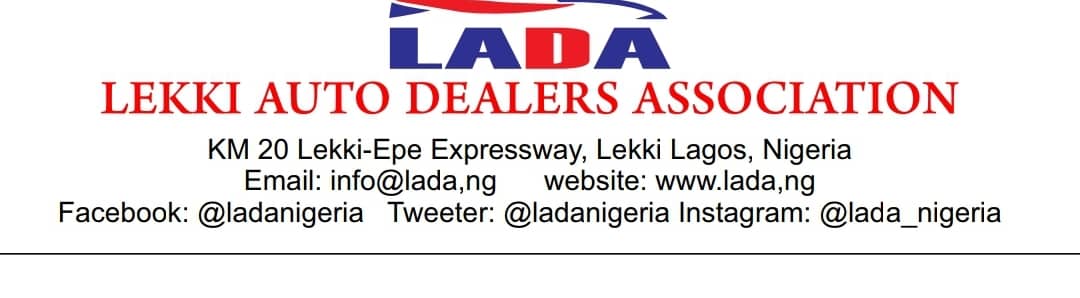 LADA
LEKKI AUTO DEALERS ASSOCIATION
KM 20 Lekki-Epe Expressway, Lekki Lagos, Nigeria
Email: info@lada,ng website: www.lada,ng
Facebook: @ladanigeria Tweeter: @ladanigeria Instagram: @lada_nigeria